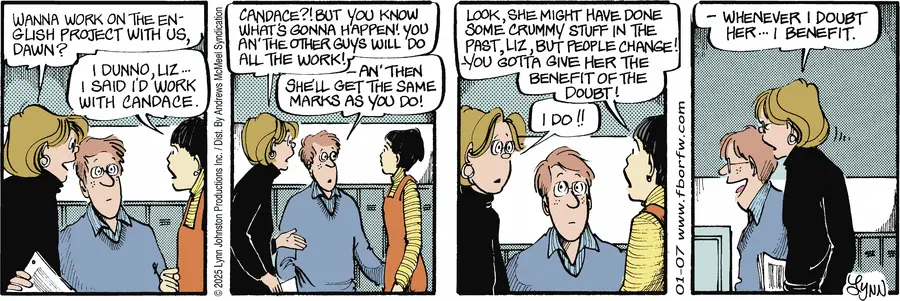 WANNA WORK ON THE EN-
GLISH PROJECT WITH US,
DAWN?
I DUNNO, LIZ...
I SAID I'D WORK
WITH CANDACE.
© 2025 Lynn Johnston Productions Inc. / Dist. By Andrews McMeel Syndication
CANDACE?! BUT YOU KNOW
WHAT'S GONNA HAPPEN! YOU
AN' THE OTHER GUYS WILL DO
ALL THE WORK!
- AN' THEN
SHE'LL GET THE SAME
MARKS AS YOU DO!
LOOK, SHE MIGHT HAVE DONE
SOME CRUMMY STUFF IN THE
PAST, LIZ, BUT PEOPLE CHANGE!
YOU GOTTA GIVE HER THE
BENEFIT OF THE
DOUBT!
I DO!!
01-07 www.fborfw.com
- WHENEVER I DOUBT
HER... I BENEFIT.
LYNN